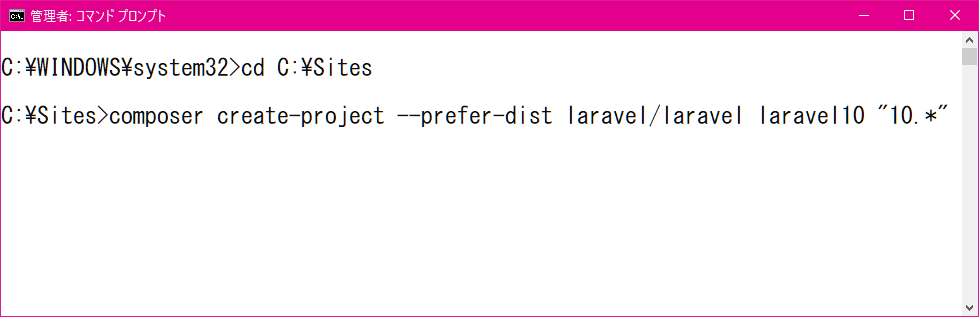 管理者: コマンド プロンプト
C:¥WINDOWS¥system32>cd C:¥Sites
C:¥Sites>composer create-project --prefer-dist laravel/laravel laravel10 "10.*"